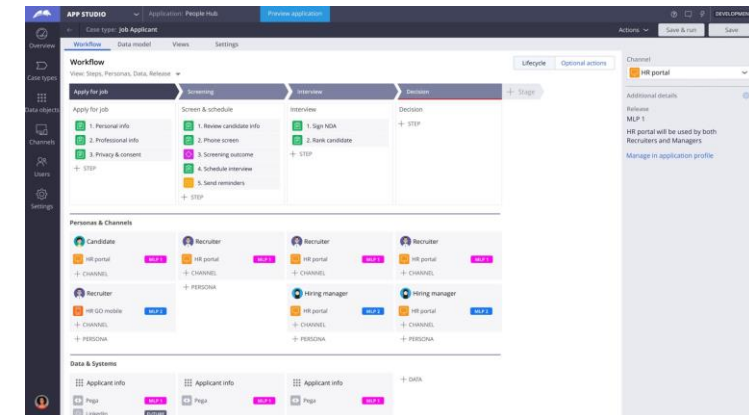 APP STUDIO
Application: People Hub
Preview application
DEVELOPMEN
Case type: Job Applicant
Actions
Save & run
Save
Overview
Case types
Data objects
Channels
Users
Settings
Workflow
Data model
Views
Settings
Workflow
View: Steps, Personas, Data, Release
Lifecycle
Optional actions
Apply for job
Screening
Interview
Decision
+ Stage
Apply for job
1. Personal info
2. Professional info
3. Privacy & consent
+ STEP
Screen & schedule
1. Review candidate info
2. Phone screen
3. Screening outcome
4. Schedule interview
5. Send reminders
+ STEP
Interview
1. Sign NDA
2. Rank candidate
+ STEP
Decision
+ STEP
Personas & Channels
Candidate
HR portal
MLP 1
+ CHANNEL
Recruiter
HR GO mobile
MLP 2
+ CHANNEL
+ PERSONA
Recruiter
HR portal
MLP 1
+ CHANNEL
+ PERSONA
Recruiter
HR portal
MLP 1
+ CHANNEL
Hiring manager
HR portal
MLP 2
+ CHANNEL
+ PERSONA
Recruiter
HR portal
MLP 1
+ CHANNEL
Hiring manager
HR portal
MLP 2
+ CHANNEL
+ PERSONA
Data & Systems
Applicant info
Pega
MLP 1
LinkedIn
FUTURE
Applicant info
Pega
MLP 1
Applicant info
Pega
MLP 1
+ DATA
Channel
HR portal
Additional details
Release
MLP 1
HR portal will be used by both
Recruiters and Managers
Manage in application profile